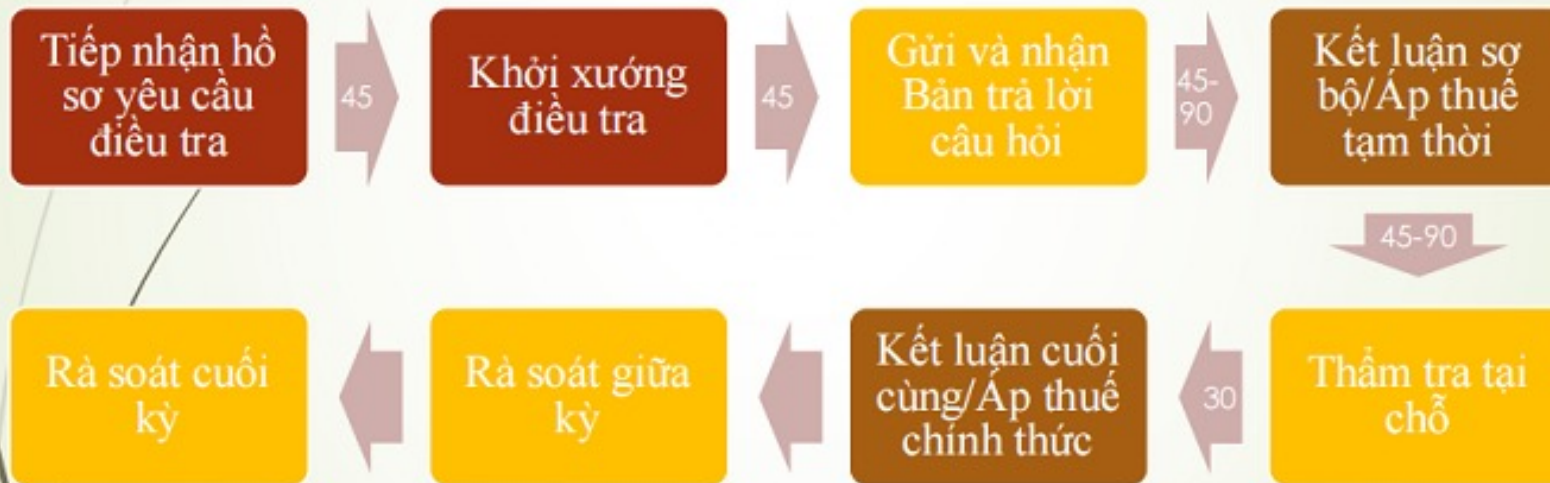 Tiếp nhận hồ
sơ yêu cầu
điều tra
45
Khởi xướng
điều tra
45
Gửi và nhận
Bản trả lời
câu hỏi
45-
90
Kết luận sơ
bộ/Áp thuế
tạm thời
45-90
Thẩm tra tại
chỗ
30
Kết luận cuối
cùng/Áp thuế
chính thức
Rà soát giữa
kỳ
Rà soát cuối
kỳ